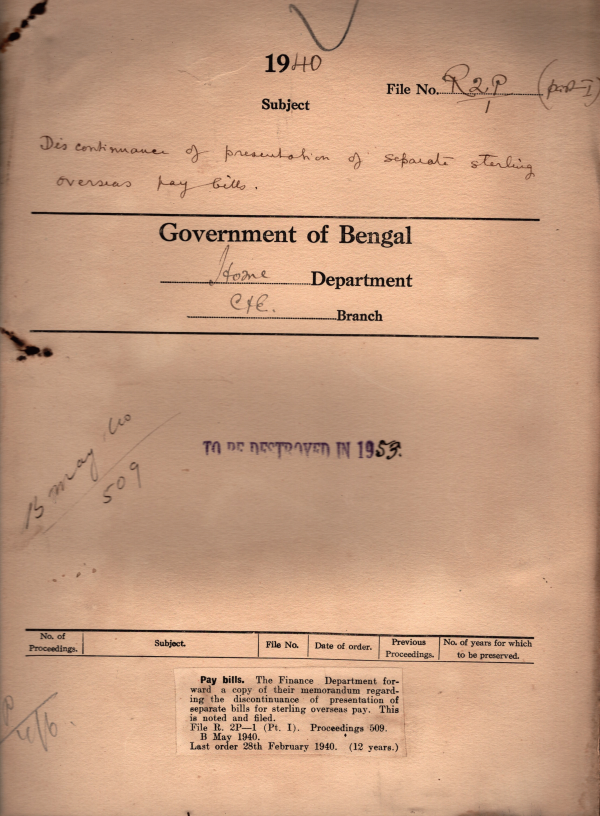 1940
File No. R2P/1 (part-I)
Subject
Discontinuance of presentation of separate sterling
overseas pay bills.
Government of Bengal
Home Department
Branch
B May '40
509
TO BE DESTROYED IN 1953.
No. of Proceedings. Subject. File No. Date of order. Previous Proceedings. No. of years for which to be preserved.
Pay bills. The Finance Department for-
ward a copy of their memorandum regard-
ing the discontinuance of presentation of
separate bills for sterling overseas pay. This
is noted and filed.
File R. 2P—1 (Pt. I). Proceedings 509.
B May 1940.
Last order 28th February 1940. (12 years.)